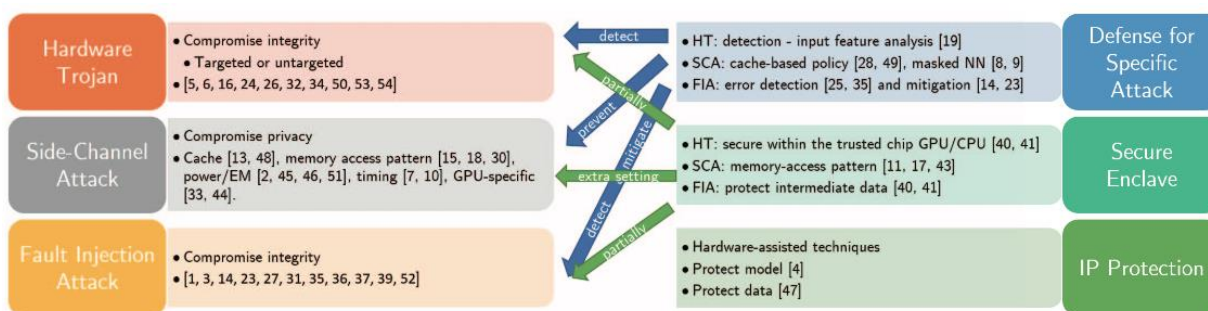 Hardware
Trojan
• Compromise integrity
• Targeted or untargeted
• [5, 6, 16, 24, 26, 32, 34, 50, 53, 54]
Side-Channel
Attack
• Compromise privacy
• Cache [13, 48], memory access pattern [15, 18, 30],
power/EM [2, 45, 46, 51], timing [7, 10], GPU-specific
[33, 44].
Fault Injection
Attack
• Compromise integrity
• [1, 3, 14, 23, 27, 31, 35, 36, 37, 39, 52]
detect
partially
prevent
mitigate
extra setting
detect
partially
• HT: detection - input feature analysis [19]
• SCA: cache-based policy [28, 49], masked NN [8, 9]
• FIA: error detection [25, 35] and mitigation [14, 23]
Defense for
Specific
Attack
• HT: secure within the trusted chip GPU/CPU [40, 41]
• SCA: memory-access pattern [11, 17, 43]
• FIA: protect intermediate data [40, 41]
Secure
Enclave
• Hardware-assisted techniques
• Protect model [4]
• Protect data [47]
IP Protection